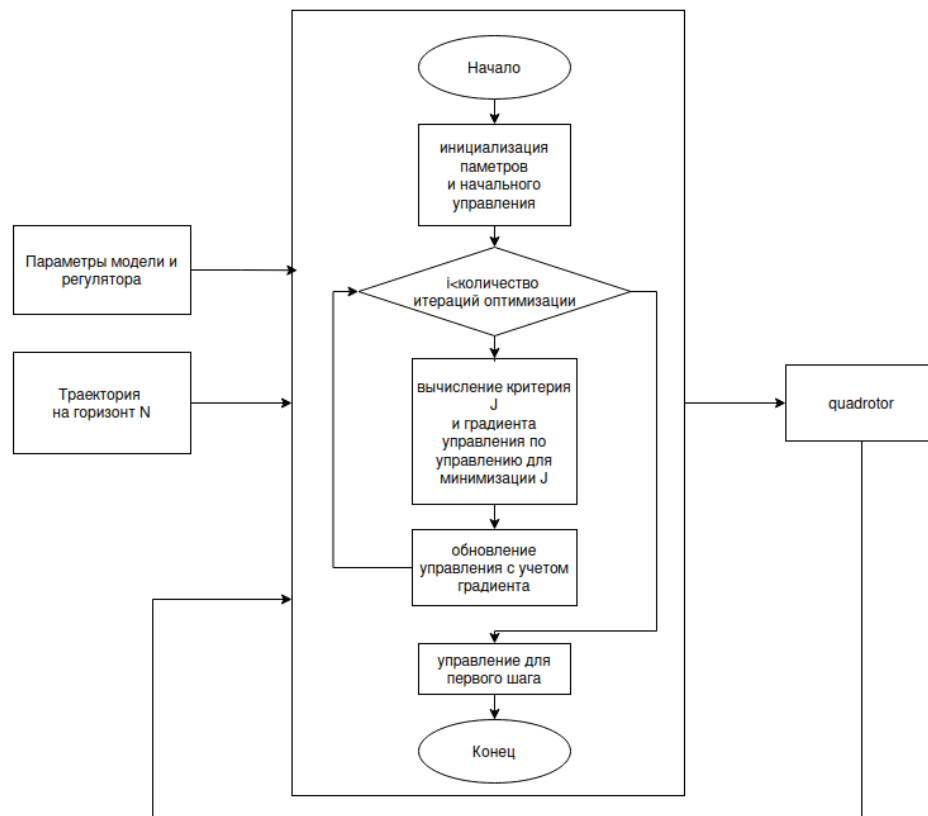 Начало
инициализация
паметров
и начального
управления
Параметры модели и
регулятора
i<количество
итераций оптимизации
Траектория
на горизонт N
вычисление критерия
J
и градиента
управления по
управлению для
минимизации J
quadrotor
обновление
управления с учетом
градиента
управление для
первого шага
Конец